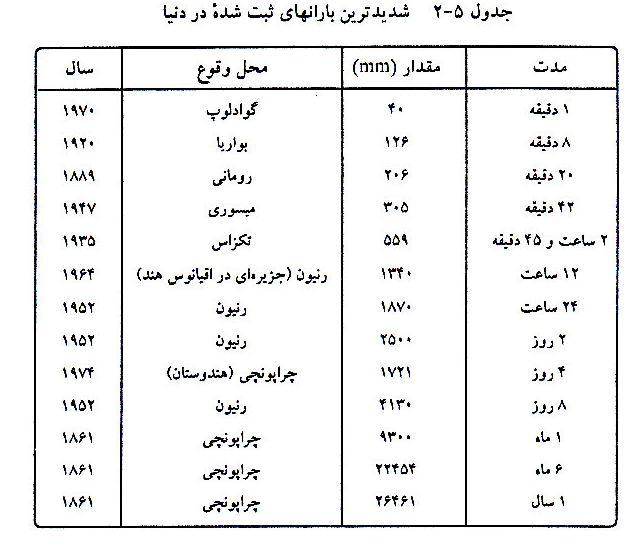 جدول ۵-۲ شدیدترین بارانهای ثبت شدهٔ در دنیا
مدت مقدار (mm) محل وقوع سال
۱ دقیقه ۴۰ گوادلوپ ۱۹۷۰
۸ دقیقه ۱۲۶ بواریا ۱۹۲۰
۲۰ دقیقه ۲۰۶ رومانی ۱۸۸۹
۴۲ دقیقه ۳۰۵ میسوری ۱۹۴۷
۲ ساعت و ۴۵ دقیقه ۵۵۹ تکزاس ۱۹۳۵
۱۲ ساعت ۱۳۴۰ رنیون (جزیره‌ای در اقیانوس هند) ۱۹۶۴
۲۴ ساعت ۱۸۷۰ رنیون ۱۹۵۲
۲ روز ۲۵۰۰ رنیون ۱۹۵۲
۴ روز ۱۷۲۱ چراپونچی (هندوستان) ۱۹۷۴
۸ روز ۴۱۳۰ رنیون ۱۹۵۲
۱ ماه ۹۳۰۰ چراپونچی ۱۸۶۱
۶ ماه ۲۲۴۵۴ چراپونچی ۱۸۶۱
۱ سال ۲۶۴۶۱ چراپونچی ۱۸۶۱